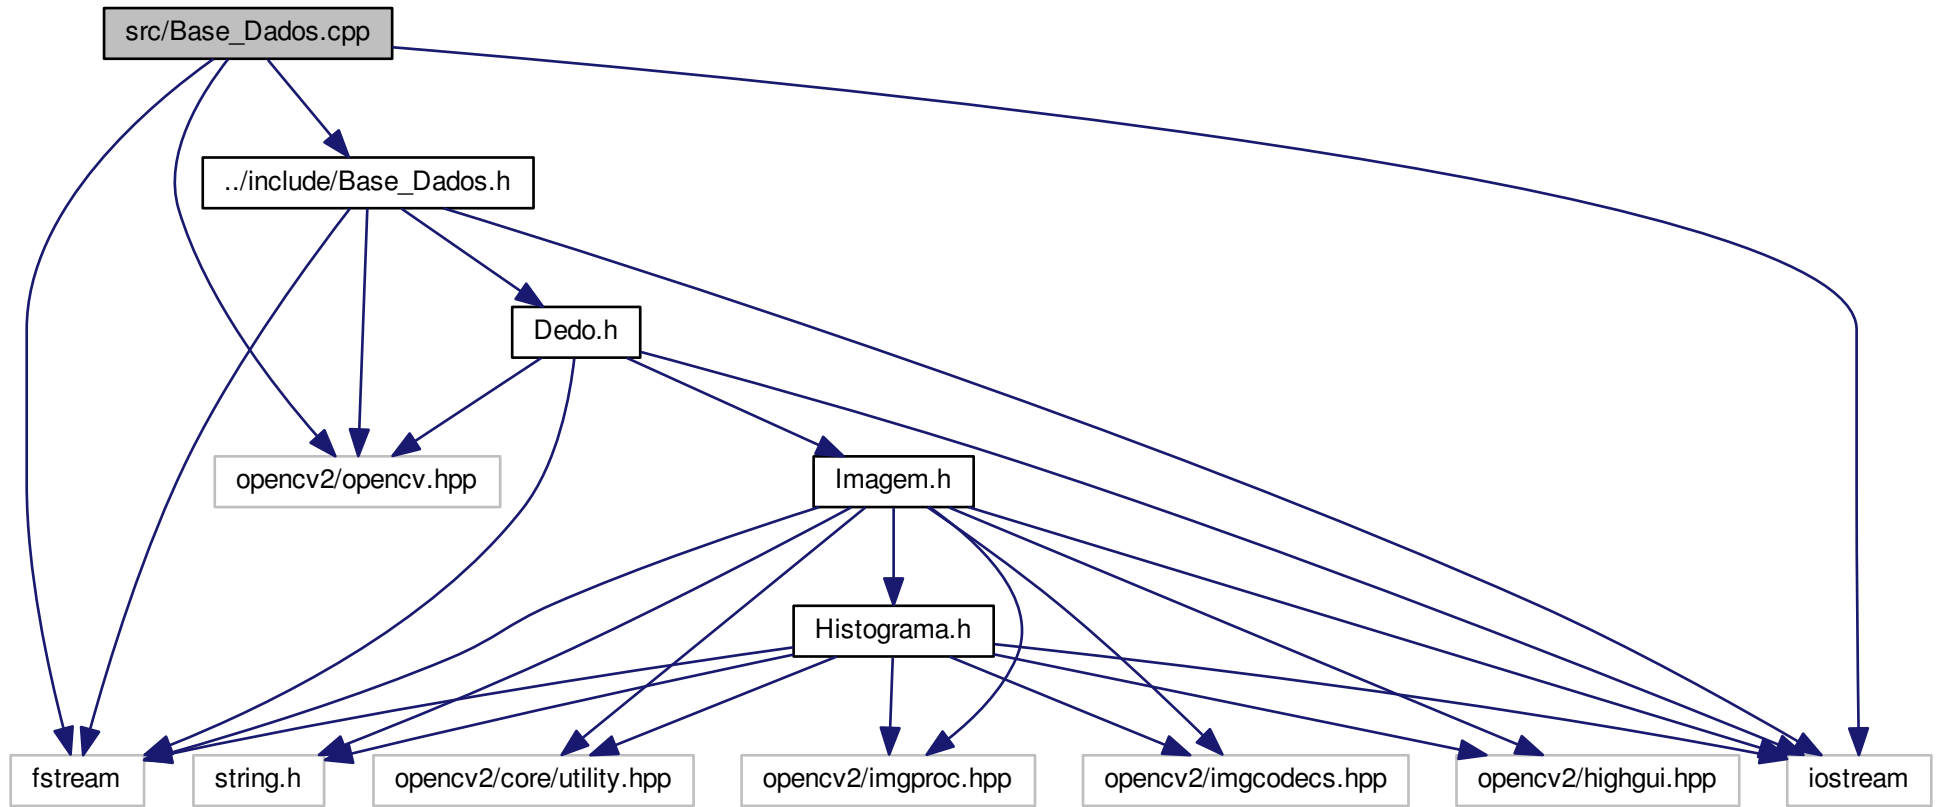 src/Base_Dados.cpp
../include/Base_Dados.h
Dedo.h
opencv2/opencv.hpp
Imagem.h
Histograma.h
fstream
string.h
opencv2/core/utility.hpp
opencv2/imgproc.hpp
opencv2/imgcodecs.hpp
opencv2/highgui.hpp
iostream